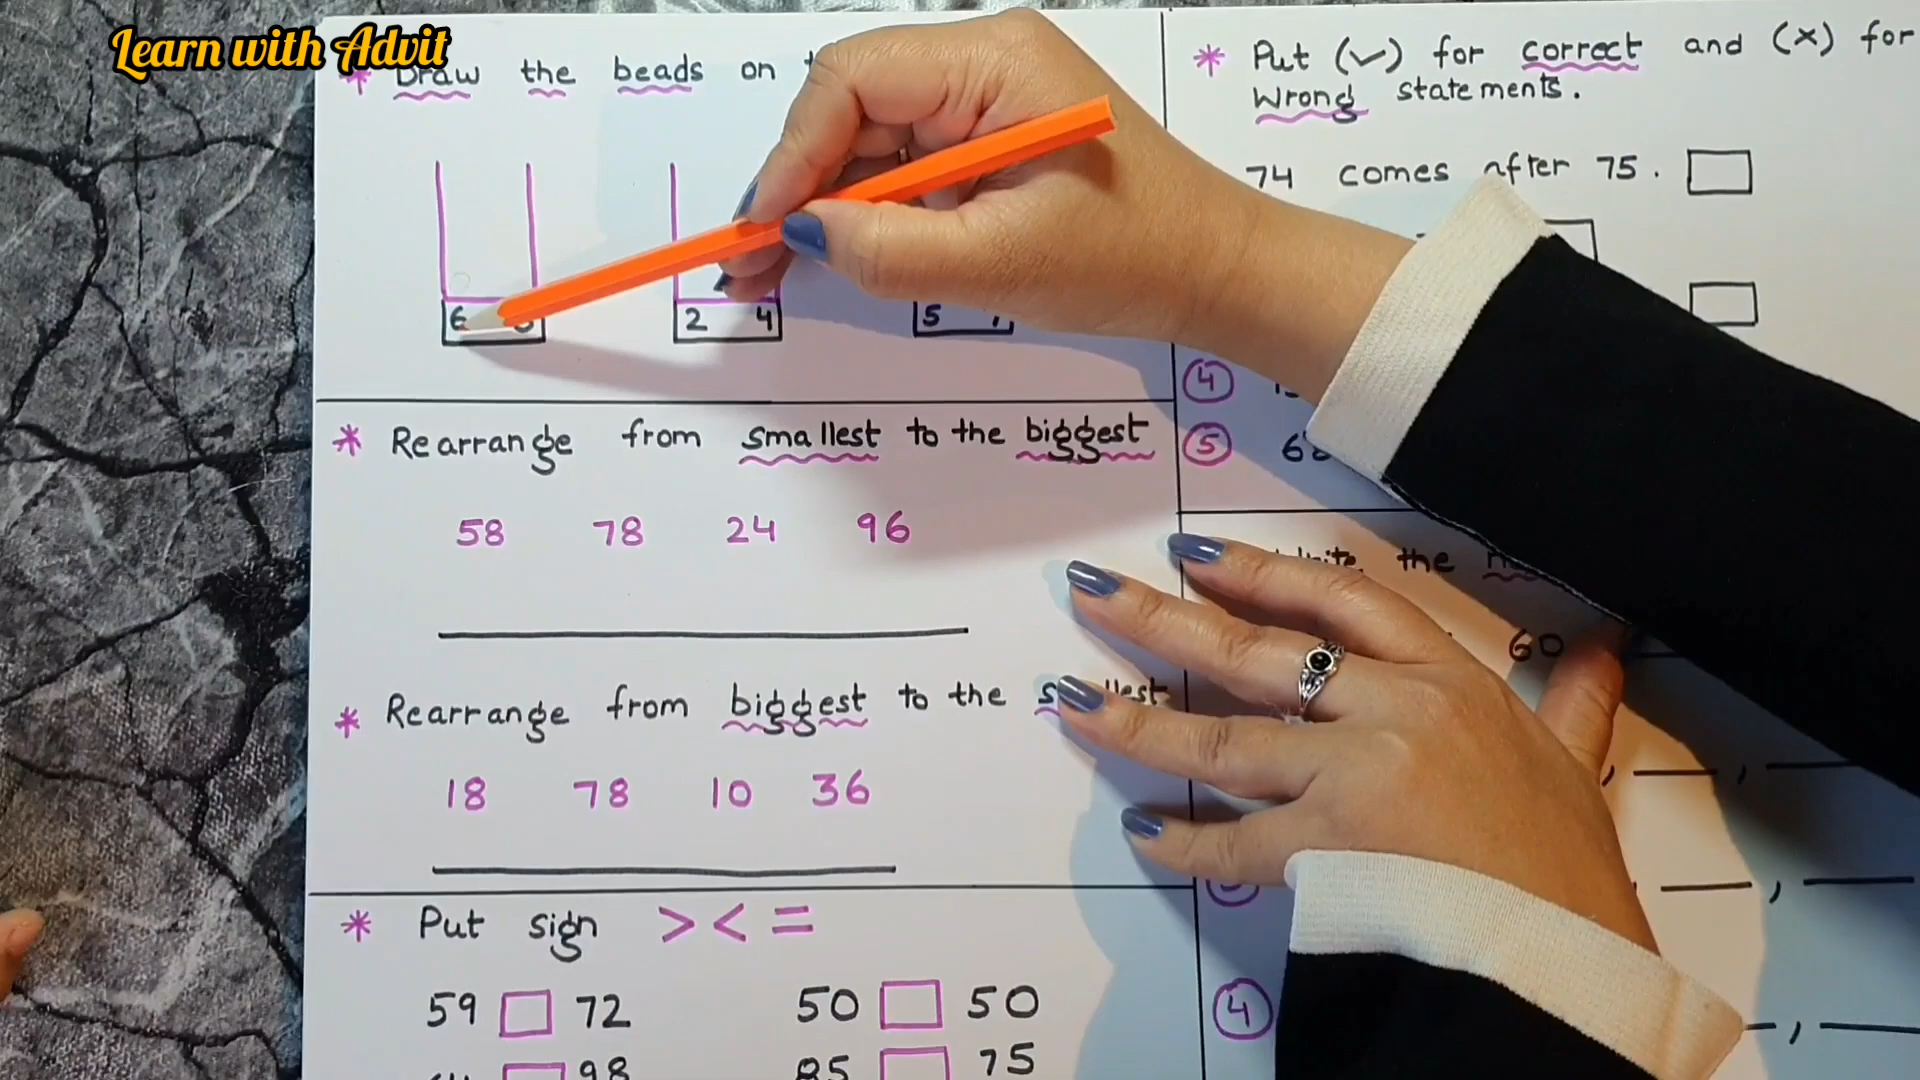 Learn with Advit
* Draw the beads on
2 4
5
* Rearrange from smallest to the biggest
58 78 24 96
* Rearrange from biggest to the
18 78 10 36
* Put sign > < =
59 72
50 50
98
85 75
* Put (✓) for correct and (×) for
Wrong statements.
74 comes after 75.
4
5
the
60
4